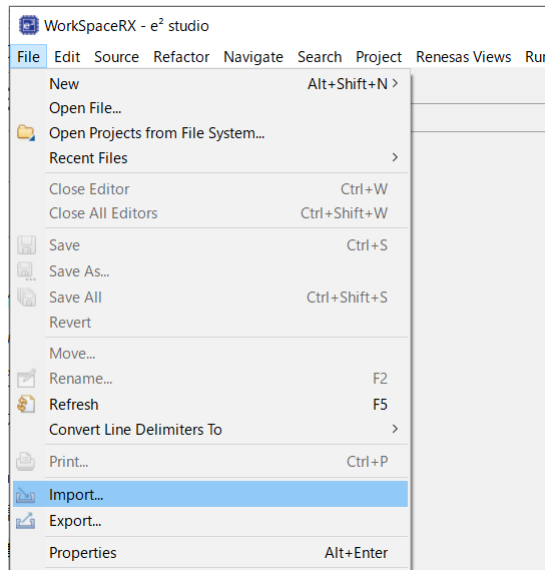 WorkSpaceRX - e² studio
File Edit Source Refactor Navigate Search Project Renesas Views Run
New Alt+Shift+N >
Open File...
Open Projects from File System...
Recent Files >
Close Editor Ctrl+W
Close All Editors Ctrl+Shift+W
Save Ctrl+S
Save As...
Save All Ctrl+Shift+S
Revert
Move...
Rename... F2
Refresh F5
Convert Line Delimiters To >
Print... Ctrl+P
Import...
Export...
Properties Alt+Enter